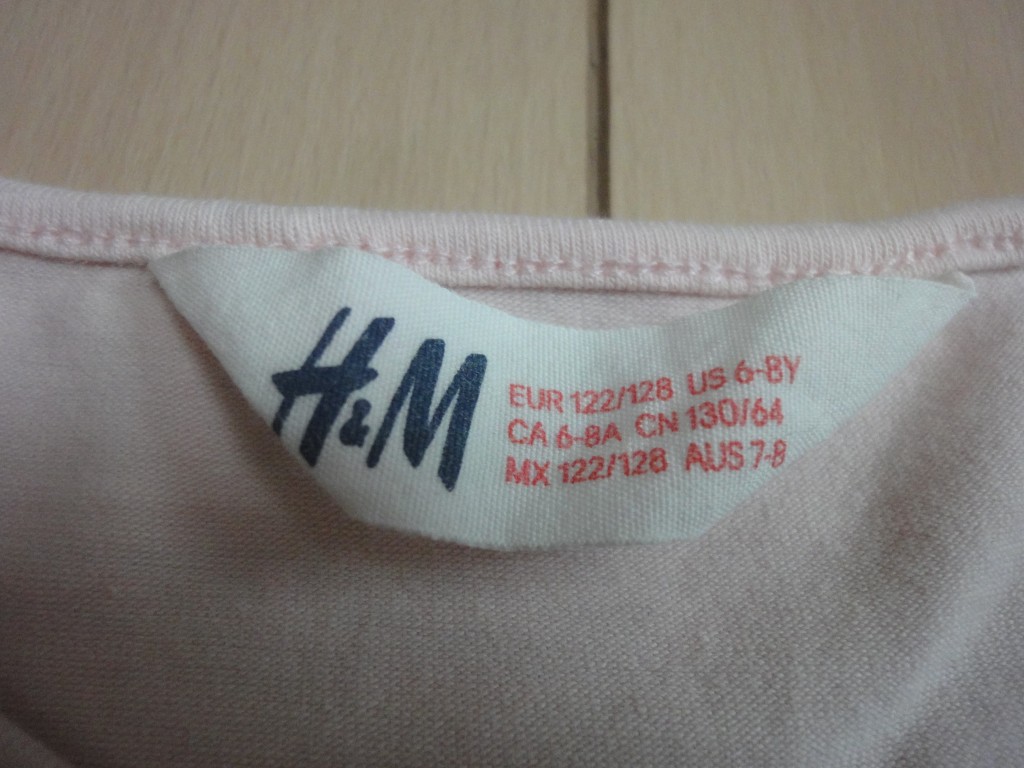 H&M
EUR 122/128 US 6-8Y
CA 6-8A CN 130/64
MX 122/128 AUS 7-8